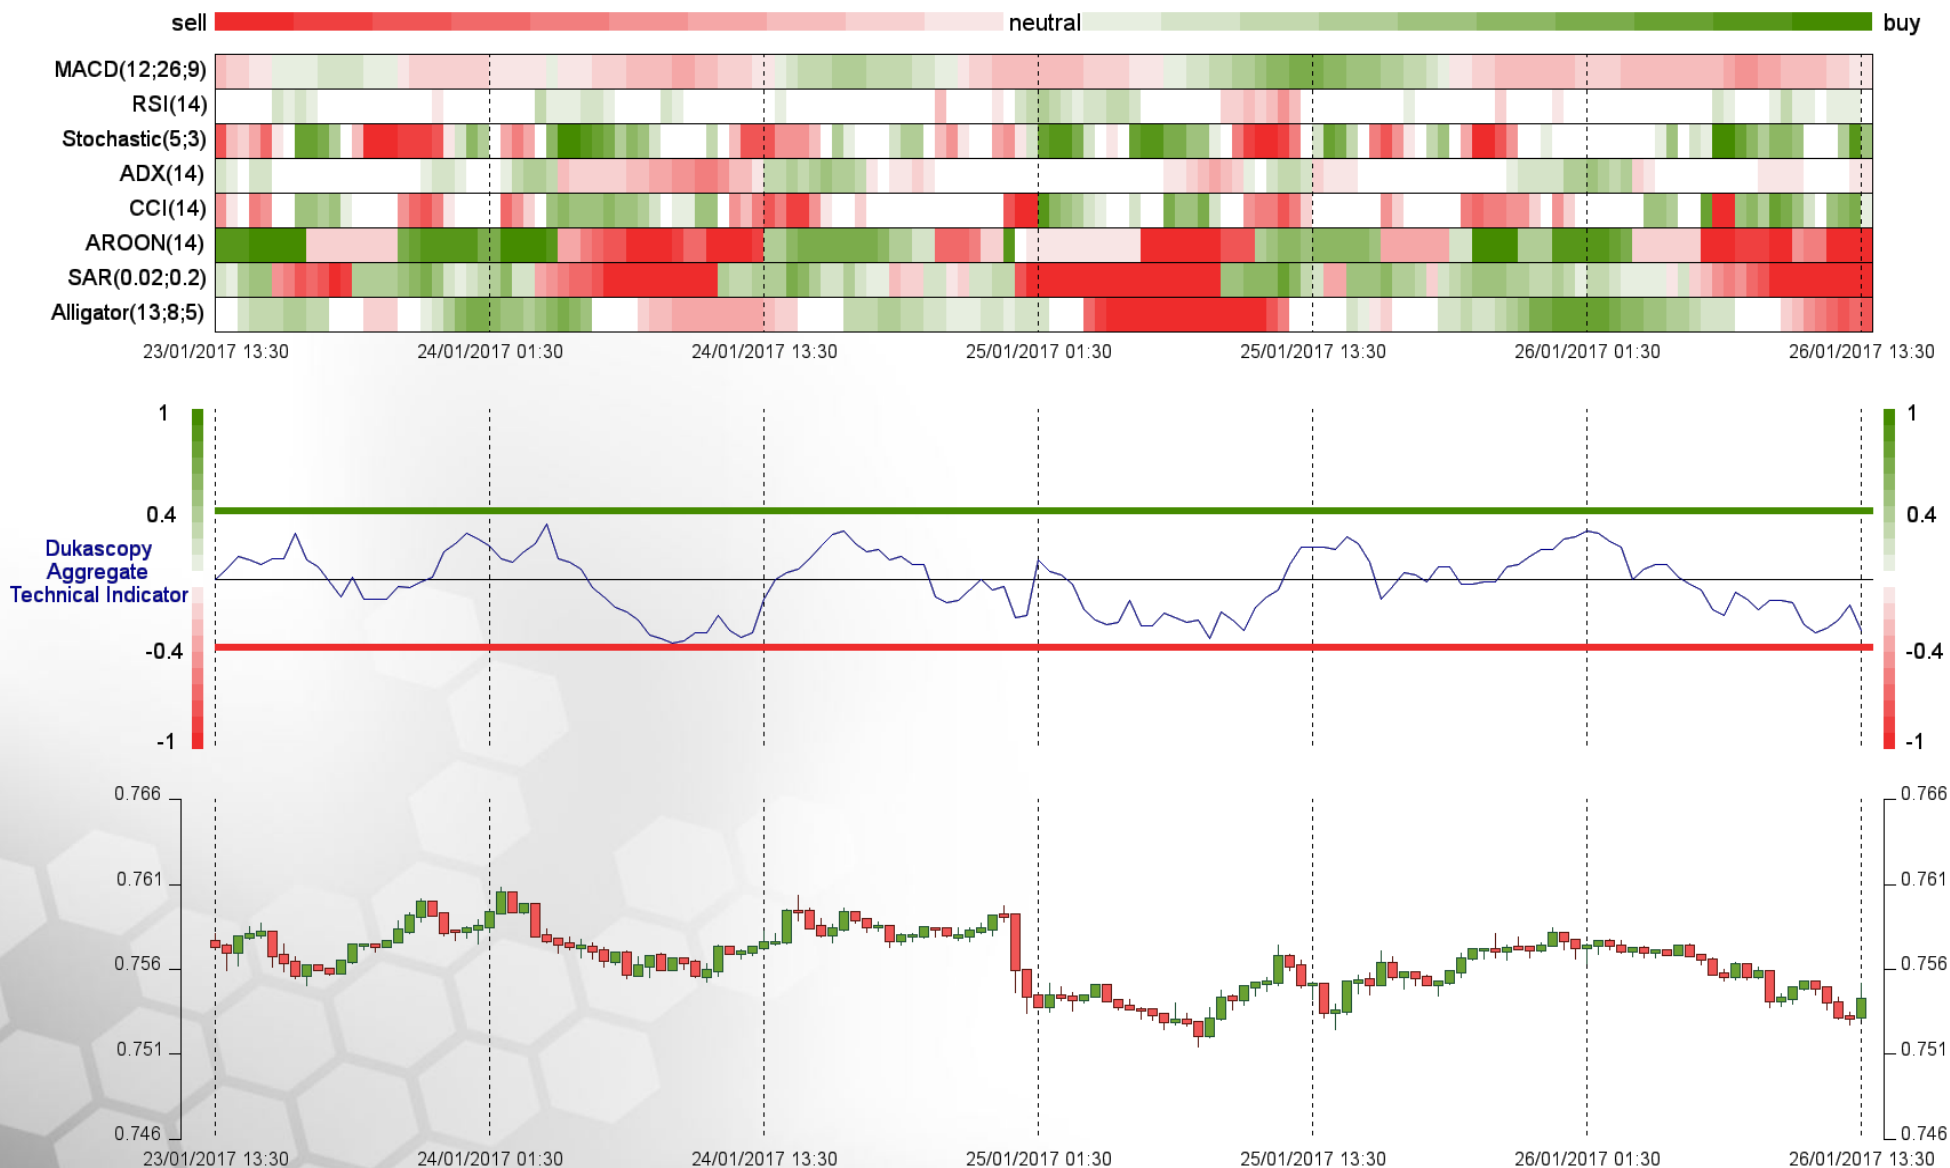 sell neutral buy
MACD(12;26;9)
RSI(14)
Stochastic(5;3)
ADX(14)
CCI(14)
AROON(14)
SAR(0.02;0.2)
Alligator(13;8;5)
23/01/2017 13:30 24/01/2017 01:30 24/01/2017 13:30 25/01/2017 01:30 25/01/2017 13:30 26/01/2017 01:30 26/01/2017 13:30
1 1
0.4 0.4
Dukascopy
Aggregate
Technical Indicator
-0.4 -0.4
-1 -1
0.766 0.766
0.761 0.761
0.756 0.756
0.751 0.751
0.746 0.746
23/01/2017 13:30 24/01/2017 01:30 24/01/2017 13:30 25/01/2017 01:30 25/01/2017 13:30 26/01/2017 01:30 26/01/2017 13:30